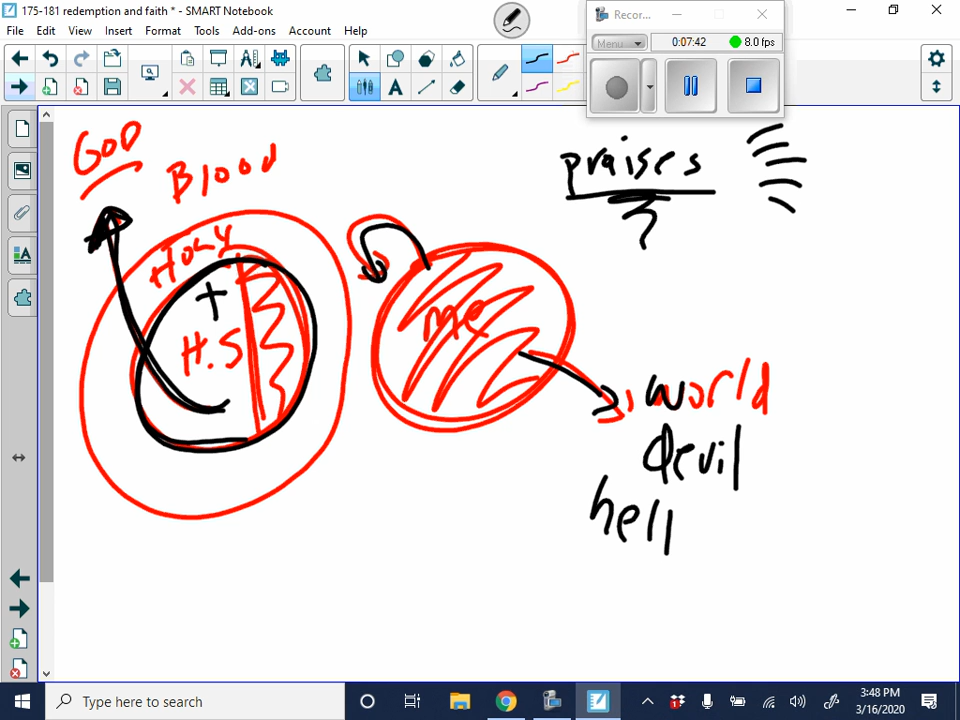 175-181 redemption and faith * - SMART Notebook
Recor...
File Edit View Insert Format Tools Add-ons Account Help
Menu
0:07:42
8.0 fps
GOD
Blood
praises
HOLY
H.S
me
world
devil
hell
Type here to search
3:48 PM
3/16/2020